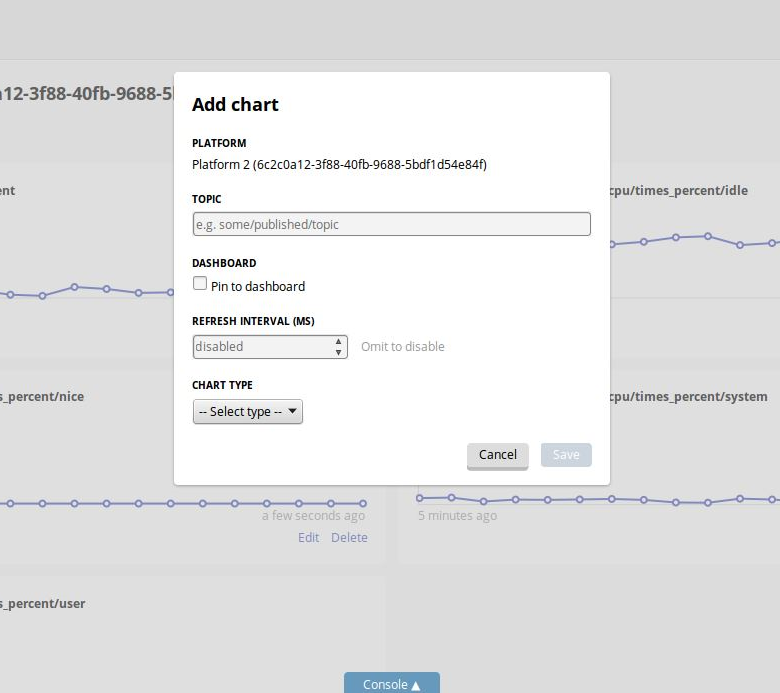 a12-3f88-40fb-9688-5
Add chart
PLATFORM
Platform 2 (6c2c0a12-3f88-40fb-9688-5bdf1d54e84f)
TOPIC
e.g. some/published/topic
DASHBOARD
Pin to dashboard
REFRESH INTERVAL (MS)
disabled
Omit to disable
CHART TYPE
-- Select type --
Cancel
Save
ent
cpu/times_percent/idle
s_percent/nice
cpu/times_percent/system
a few seconds ago
5 minutes ago
Edit
Delete
s_percent/user
Console ▲